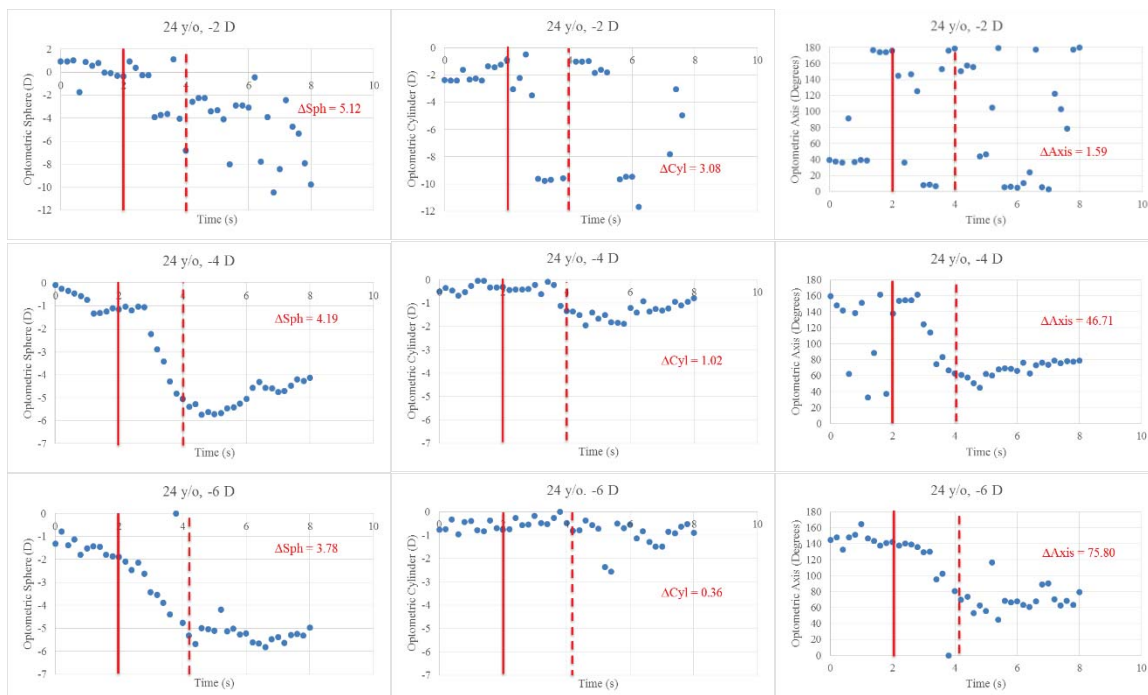 24 y/o, -2 D
Optometric Sphere (D)
2
0
-2
-4
-6
-8
-10
-12
0 2 4 6 8 10
ΔSph = 5.12
Time (s)
24 y/o, -2 D
Optometric Cylinder (D)
0
-2
-4
-6
-8
-10
-12
0 2 4 6 8 10
ΔCyl = 3.08
Time (s)
24 y/o, -2 D
Optometric Axis (Degrees)
180
160
140
120
100
80
60
40
20
0
ΔAxis = 1.59
0 2 4 6 8 10
Time (s)
24 y/o, -4 D
Optometric Sphere (D)
0
-1
-2
-3
-4
-5
-6
-7
0 2 4 6 8 10
ΔSph = 4.19
Time (s)
24 y/o, -4 D
Optometric Cylinder (D)
0
-1
-2
-3
-4
-5
-6
-7
0 2 4 6 8 10
ΔCyl = 1.02
Time (s)
24 y/o, -4 D
Optometric Axis (Degrees)
180
160
140
120
100
80
60
40
20
0
ΔAxis = 46.71
0 2 4 6 8 10
Time (s)
24 y/o, -6 D
Optometric Sphere (D)
0
-1
-2
-3
-4
-5
-6
-7
0 2 4 6 8 10
ΔSph = 3.78
Time (s)
24 y/o. -6 D
Optometric Cylinder (D)
0
-1
-2
-3
-4
-5
-6
-7
0 2 4 6 8 10
ΔCyl = 0.36
Time (s)
24 y/o, -6 D
Optometric Axis (Degrees)
180
160
140
120
100
80
60
40
20
0
ΔAxis = 75.80
0 2 4 6 8 10
Time (s)